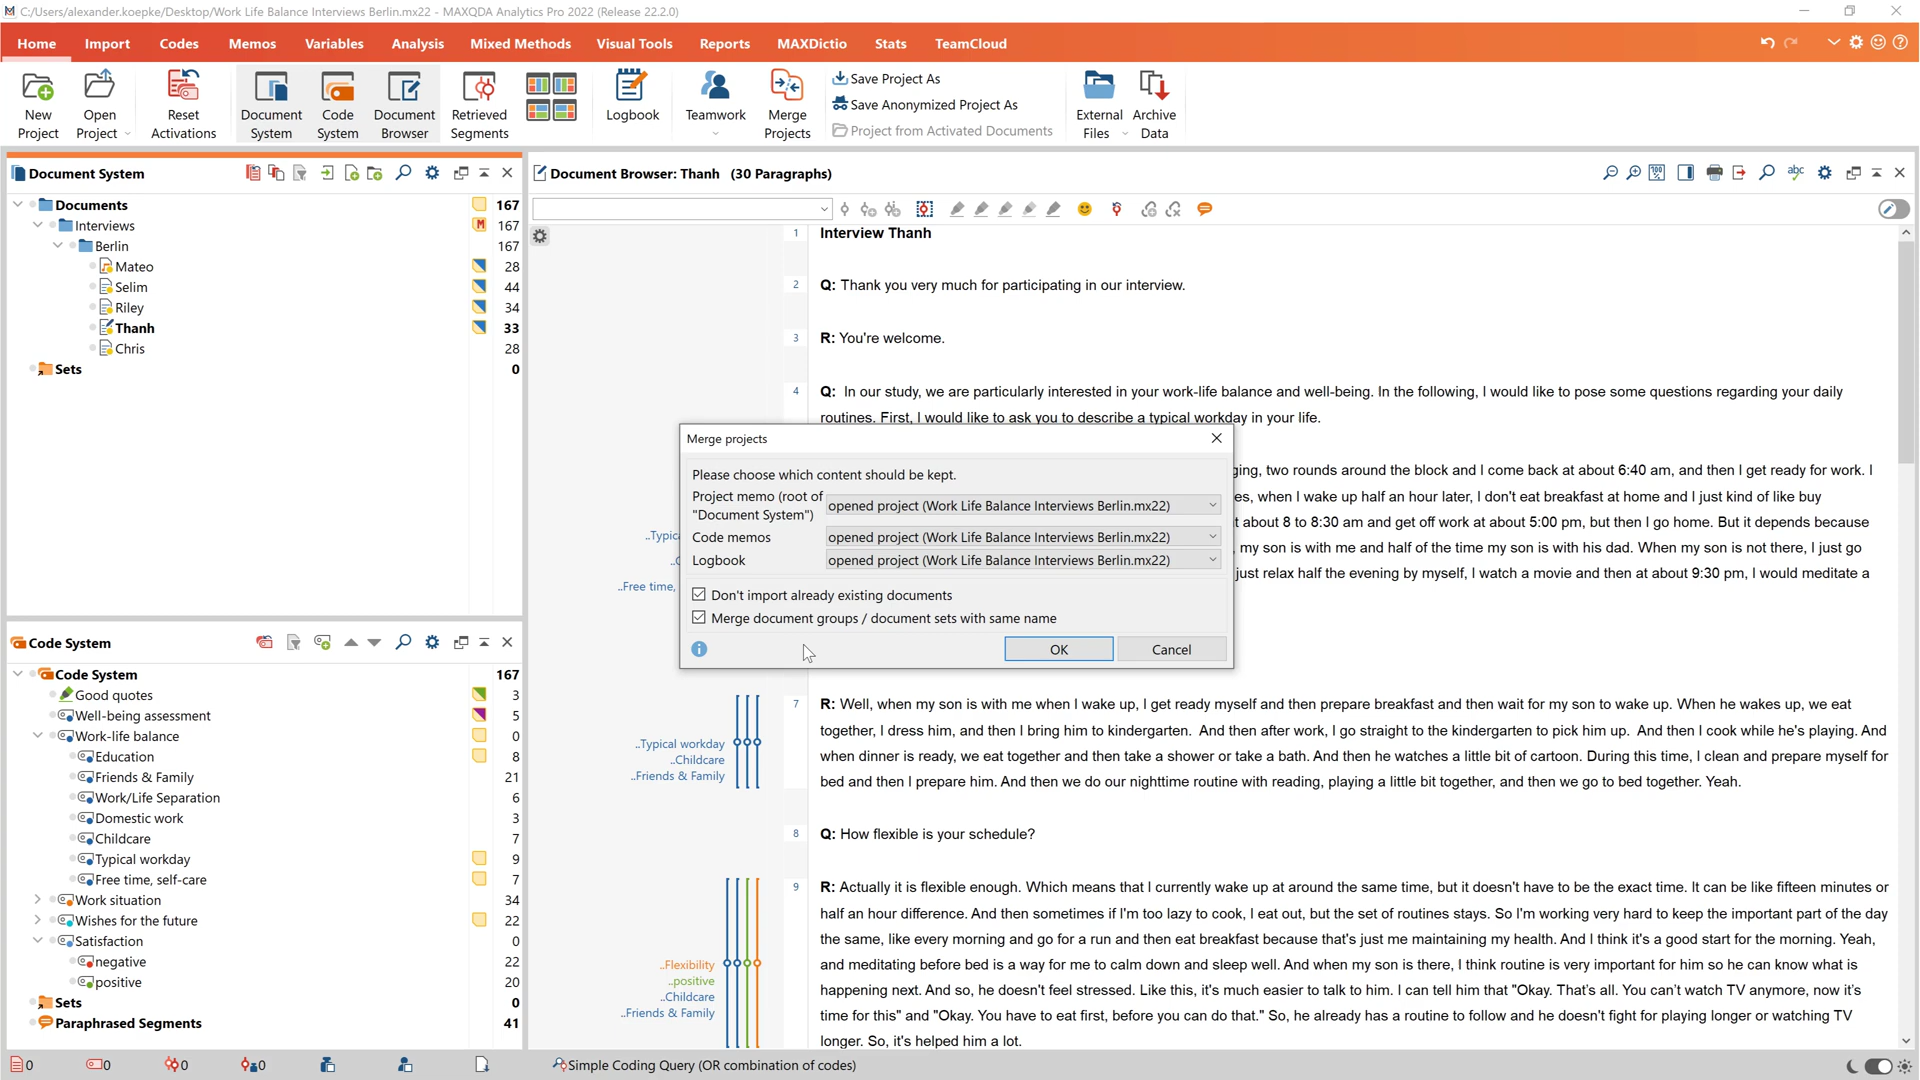 C:/Users/alexander.koepke/Desktop/Work Life Balance Interviews Berlin.mx22 - MAXQDA Analytics Pro 2022 (Release 22.2.0)
Home Import Codes Memos Variables Analysis Mixed Methods Visual Tools Reports MAXDictio Stats TeamCloud
New Project
Open Project
Reset Activations
Document System
Code System
Document Browser
Retrieved Segments
Logbook
Teamwork
Merge Projects
Save Project As
Save Anonymized Project As
Project from Activated Documents
External Files
Archive Data
Document System
Documents 167
Interviews M 167
Berlin 167
Mateo 28
Selim 44
Riley 34
Thanh 33
Chris 28
Sets 0
Code System
Code System 167
Good quotes 3
Well-being assessment 5
Work-life balance 0
Education 8
Friends & Family 21
Work/Life Separation 6
Domestic work 3
Childcare 7
Typical workday 9
Free time, self-care 7
Work situation 34
Wishes for the future 22
Satisfaction 0
negative 22
positive 20
Sets 0
Paraphrased Segments 41
Document Browser: Thanh (30 Paragraphs)
1 Interview Thanh
2 Q: Thank you very much for participating in our interview.
3 R: You're welcome.
4 Q: In our study, we are particularly interested in your work-life balance and well-being. In the following, I would like to pose some questions regarding your daily
routines. First, I would like to ask you to describe a typical workday in your life.
ging, two rounds around the block and I come back at about 6:40 am, and then I get ready for work. I
es, when I wake up half an hour later, I don't eat breakfast at home and I just kind of like buy
t about 8 to 8:30 am and get off work at about 5:00 pm, but then I go home. But it depends because
my son is with me and half of the time my son is with his dad. When my son is not there, I just go
just relax half the evening by myself, I watch a movie and then at about 9:30 pm, I would meditate a
..Typica
..C
..Free time,
Merge projects
Please choose which content should be kept.
Project memo (root of "Document System") opened project (Work Life Balance Interviews Berlin.mx22)
Code memos opened project (Work Life Balance Interviews Berlin.mx22)
Logbook opened project (Work Life Balance Interviews Berlin.mx22)
Don't import already existing documents
Merge document groups / document sets with same name
OK Cancel
7 R: Well, when my son is with me when I wake up, I get ready myself and then prepare breakfast and then wait for my son to wake up. When he wakes up, we eat
together, I dress him, and then I bring him to kindergarten. And then after work, I go straight to the kindergarten to pick him up. And then I cook while he's playing. And
when dinner is ready, we eat together and then take a shower or take a bath. And then he watches a little bit of cartoon. During this time, I clean and prepare myself for
bed and then I prepare him. And then we do our nighttime routine with reading, playing a little bit together, and then we go to bed together. Yeah.
..Typical workday
..Childcare
..Friends & Family
8 Q: How flexible is your schedule?
9 R: Actually it is flexible enough. Which means that I currently wake up at around the same time, but it doesn't have to be the exact time. It can be like fifteen minutes or
half an hour difference. And then sometimes if I'm too lazy to cook, I eat out, but the set of routines stays. So I'm working very hard to keep the important part of the day
the same, like every morning and go for a run and then eat breakfast because that's just me maintaining my health. And I think it's a good start for the morning. Yeah,
and meditating before bed is a way for me to calm down and sleep well. And when my son is there, I think routine is very important for him so he can know what is
happening next. And so, he doesn't feel stressed. Like this, it's much easier to talk to him. I can tell him that "Okay. That's all. You can't watch TV anymore, now it's
time for this" and "Okay. You have to eat first, before you can do that." So, he already has a routine to follow and he doesn't fight for playing longer or watching TV
longer. So, it's helped him a lot.
..Flexibility
..positive
..Childcare
..Friends & Family
0 0 0 0
Simple Coding Query (OR combination of codes)